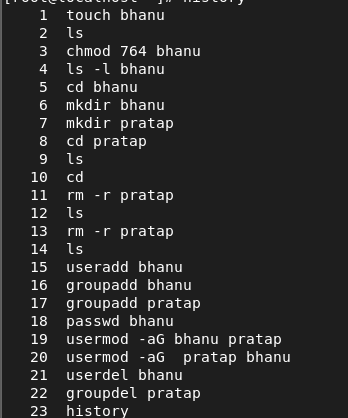 [root@localhost ~]# history
1 touch bhanu
2 ls
3 chmod 764 bhanu
4 ls -l bhanu
5 cd bhanu
6 mkdir bhanu
7 mkdir pratap
8 cd pratap
9 ls
10 cd
11 rm -r pratap
12 ls
13 rm -r pratap
14 ls
15 useradd bhanu
16 groupadd bhanu
17 groupadd pratap
18 passwd bhanu
19 usermod -aG bhanu pratap
20 usermod -aG  pratap bhanu
21 userdel bhanu
22 groupdel pratap
23 history